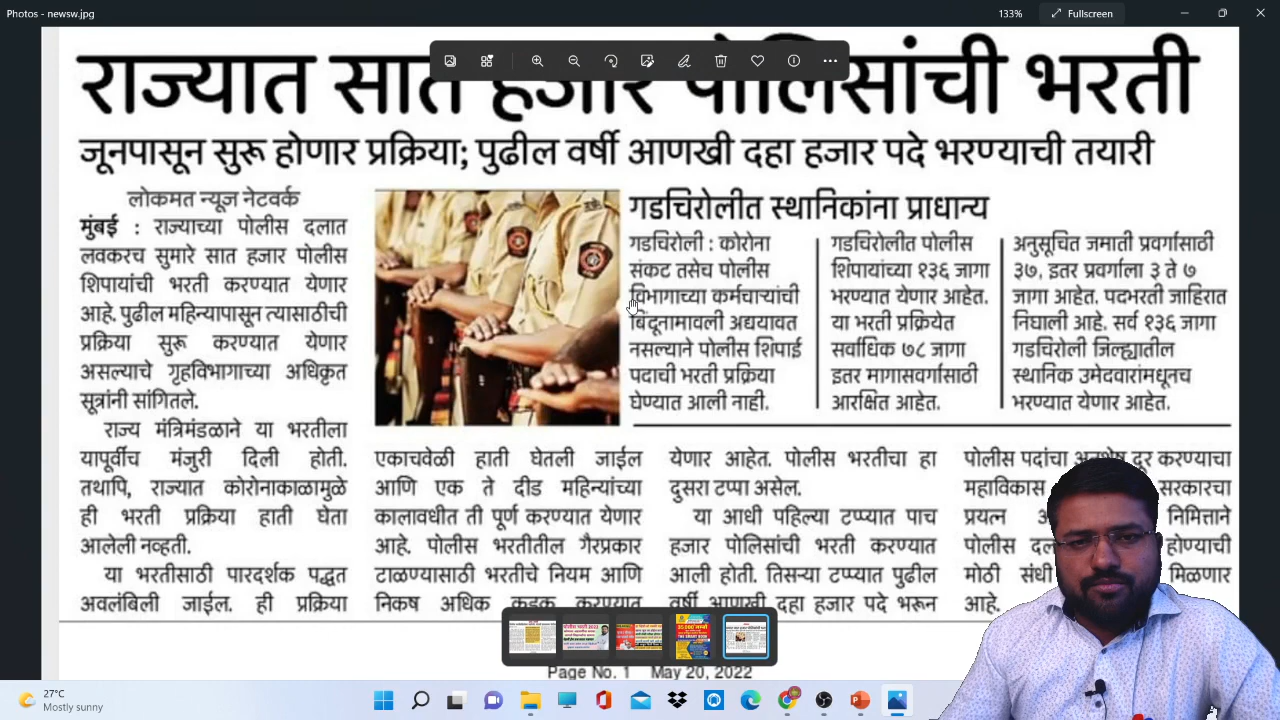 Photos - newsw.jpg
133%
Fullscreen
राज्यात सात हजार पोलिसांची भरती
जूनपासून सुरू होणार प्रक्रिया; पुढील वर्षी आणखी दहा हजार पदे भरण्याची तयारी
लोकमत न्यूज नेटवर्क
मुंबई : राज्याच्या पोलीस दलात
लवकरच सुमारे सात हजार पोलीस
शिपायांची भरती करण्यात येणार
आहे. पुढील महिन्यापासून त्यासाठीची
प्रक्रिया सुरू करण्यात येणार
असल्याचे गृहविभागाच्या अधिकृत
सूत्रांनी सांगितले.
राज्य मंत्रिमंडळाने या भरतीला
यापूर्वीच मंजुरी दिली होती.
तथापि, राज्यात कोरोनाकाळामुळे
ही भरती प्रक्रिया हाती घेता
आलेली नव्हती.
या भरतीसाठी पारदर्शक पद्धत
अवलंबिली जाईल. ही प्रक्रिया
एकाचवेळी हाती घेतली जाईल
आणि एक ते दीड महिन्यांच्या
कालावधीत ती पूर्ण करण्यात येणार
आहे. पोलीस भरतीतील गैरप्रकार
टाळण्यासाठी भरतीचे नियम आणि
निकष अधिक कडक करण्यात
येणार आहेत. पोलीस भरतीचा हा
दुसरा टप्पा असेल.
या आधी पहिल्या टप्प्यात पाच
हजार पोलिसांची भरती करण्यात
आली होती. तिसऱ्या टप्प्यात पुढील
वर्षी आणखी दहा हजार पदे भरून
पोलीस पदांचा अनुशेष दूर करण्याचा
महाविकास सरकारचा
प्रयत्न निमित्ताने
पोलीस होण्याची
मोठी संधी मिळणार
आहे.
गडचिरोलीत स्थानिकांना प्राधान्य
गडचिरोली : कोरोना
संकट तसेच पोलीस
विभागाच्या कर्मचाऱ्यांची
बिंदूनामावली अद्ययावत
नसल्याने पोलीस शिपाई
पदाची भरती प्रक्रिया
घेण्यात आली नाही.
गडचिरोलीत पोलीस
शिपायांच्या १३६ जागा
भरण्यात येणार आहेत.
या भरती प्रक्रियेत
सर्वाधिक ७८ जागा
इतर मागासवर्गासाठी
आरक्षित आहेत.
अनुसूचित जमाती प्रवर्गासाठी
३७, इतर प्रवर्गाला ३ ते ७
जागा आहेत. पदभरती जाहिरात
निघाली आहे. सर्व १३६ जागा
गडचिरोली जिल्ह्यातील
स्थानिक उमेदवारांमधूनच
भरण्यात येणार आहेत.
Page No. 1 May 20, 2022
27°C
Mostly sunny